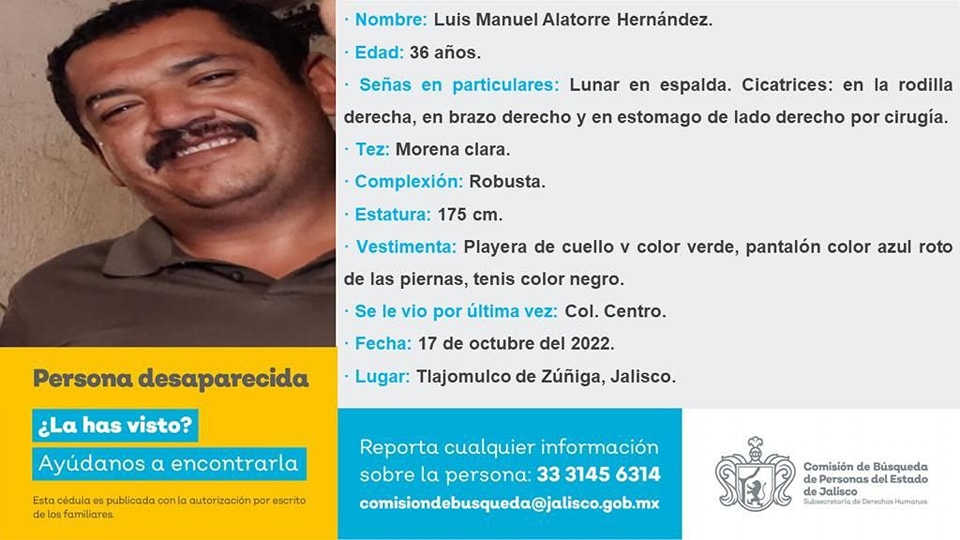 · Nombre: Luis Manuel Alatorre Hernández.
· Edad: 36 años.
· Señas en particulares: Lunar en espalda. Cicatrices: en la rodilla
derecha, en brazo derecho y en estomago de lado derecho por cirugía.
· Tez: Morena clara.
· Complexión: Robusta.
· Estatura: 175 cm.
· Vestimenta: Playera de cuello v color verde, pantalón color azul roto
de las piernas, tenis color negro.
· Se le vio por última vez: Col. Centro.
· Fecha: 17 de octubre del 2022.
· Lugar: Tlajomulco de Zúñiga, Jalisco.
Persona desaparecida
¿La has visto?
Ayúdanos a encontrarla
Esta cédula es publicada con la autorización por escrito
de los familiares.
Reporta cualquier información
sobre la persona: 33 3145 6314
comisiondebusqueda@jalisco.gob.mx
Comisión de Búsqueda
de Personas del Estado
de Jalisco
Subsecretaría de Derechos Humanos